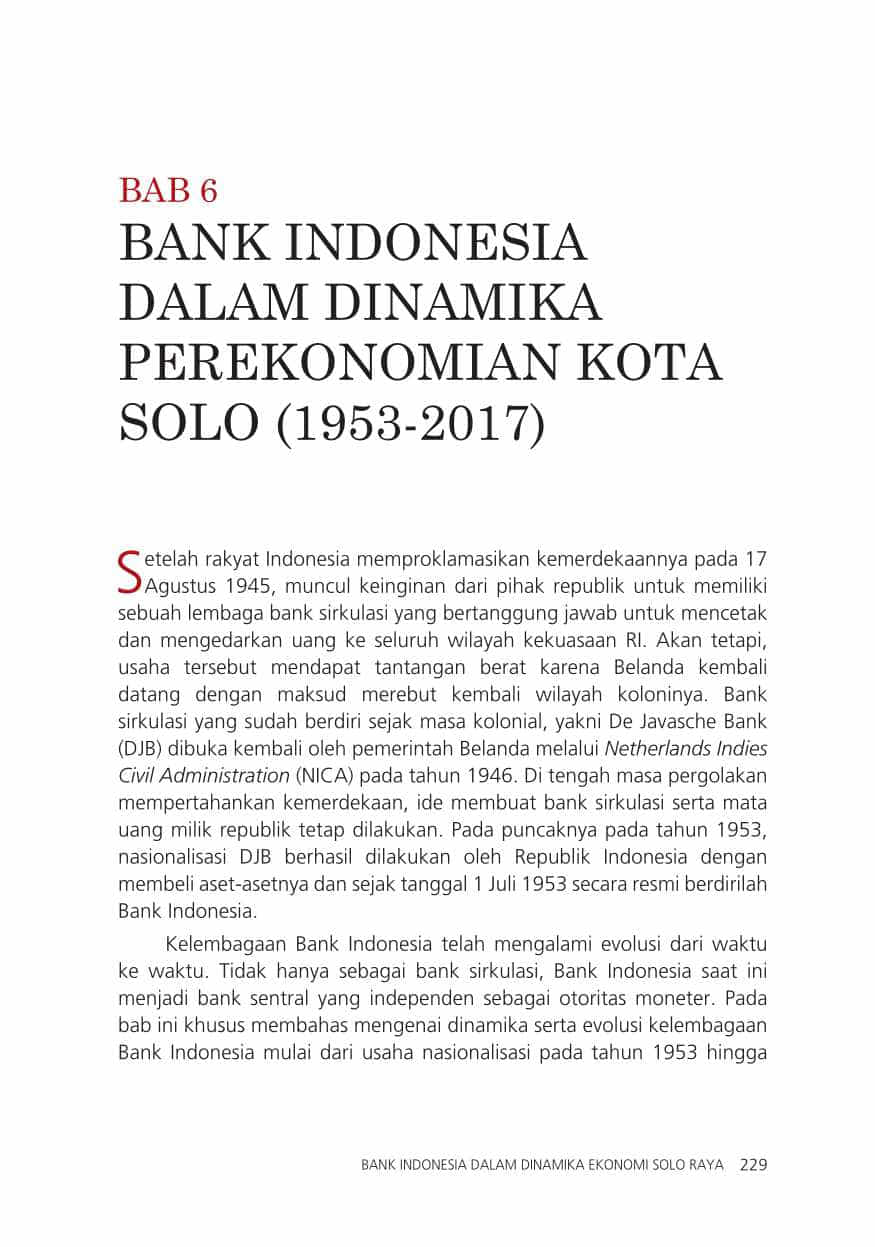 BAB 6
BANK INDONESIA
DALAM DINAMIKA
PEREKONOMIAN KOTA
SOLO (1953-2017)
Setelah rakyat Indonesia memproklamasikan kemerdekaannya pada 17
Agustus 1945, muncul keinginan dari pihak republik untuk memiliki
sebuah lembaga bank sirkulasi yang bertanggung jawab untuk mencetak
dan mengedarkan uang ke seluruh wilayah kekuasaan RI. Akan tetapi,
usaha tersebut mendapat tantangan berat karena Belanda kembali
datang dengan maksud merebut kembali wilayah koloninya. Bank
sirkulasi yang sudah berdiri sejak masa kolonial, yakni De Javasche Bank
(DJB) dibuka kembali oleh pemerintah Belanda melalui Netherlands Indies
Civil Administration (NICA) pada tahun 1946. Di tengah masa pergolakan
mempertahankan kemerdekaan, ide membuat bank sirkulasi serta mata
uang milik republik tetap dilakukan. Pada puncaknya pada tahun 1953,
nasionalisasi DJB berhasil dilakukan oleh Republik Indonesia dengan
membeli aset-asetnya dan sejak tanggal 1 Juli 1953 secara resmi berdirilah
Bank Indonesia.
Kelembagaan Bank Indonesia telah mengalami evolusi dari waktu
ke waktu. Tidak hanya sebagai bank sirkulasi, Bank Indonesia saat ini
menjadi bank sentral yang independen sebagai otoritas moneter. Pada
bab ini khusus membahas mengenai dinamika serta evolusi kelembagaan
Bank Indonesia mulai dari usaha nasionalisasi pada tahun 1953 hingga
BANK INDONESIA DALAM DINAMIKA EKONOMI SOLO RAYA 229